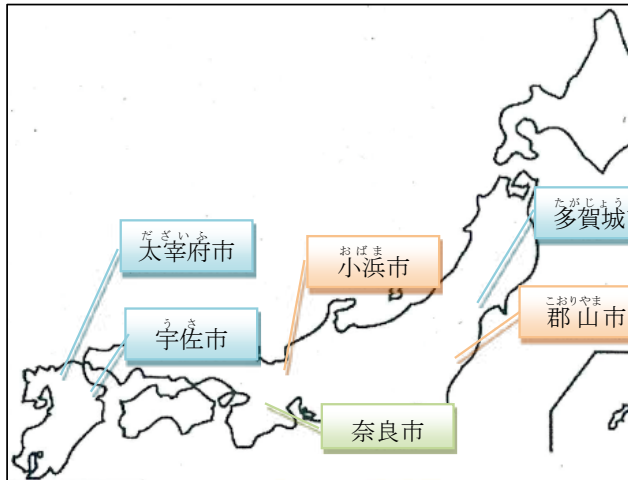 たがじょう
多賀城
だざいふ
太宰府市
おばま
小浜市
こおりやま
郡山市
うさ
宇佐市
奈良市